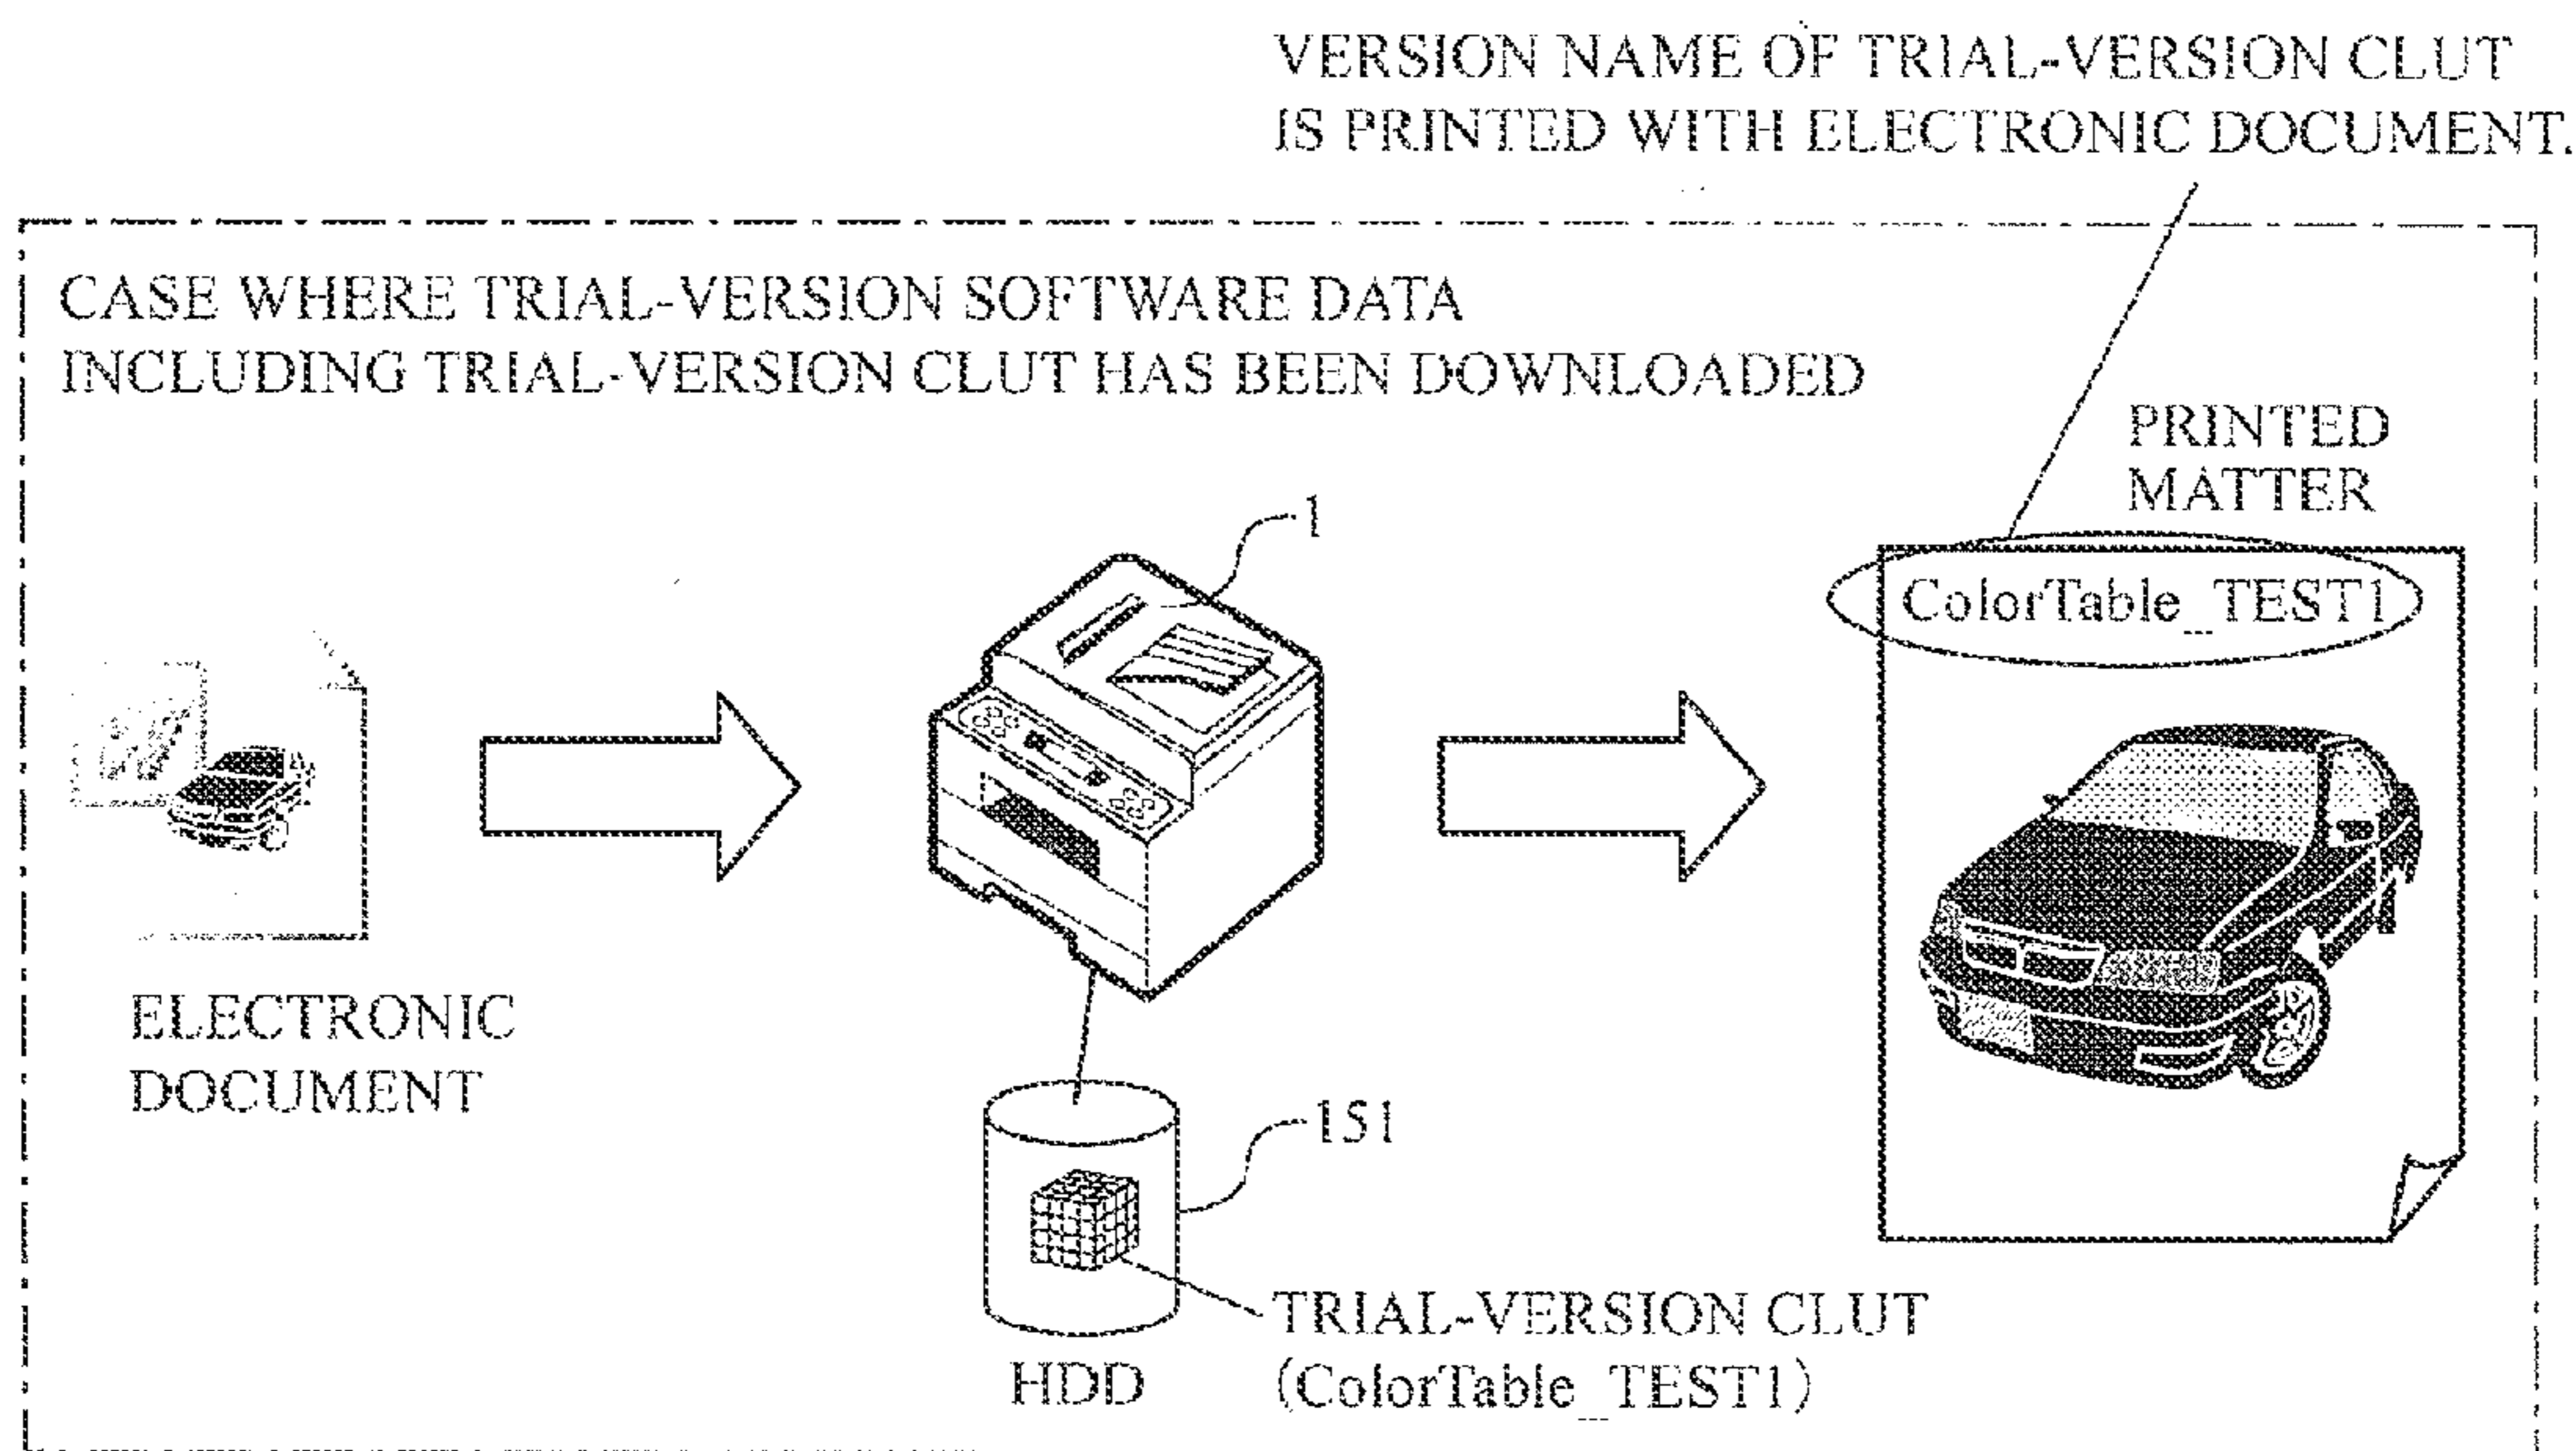 VERSION NAME OF TRIAL-VERSION CLUT
IS PRINTED WITH ELECTRONIC DOCUMENT.
CASE WHERE TRIAL-VERSION SOFTWARE DATA
INCLUDING TRIAL-VERSION CLUT HAS BEEN DOWNLOADED
PRINTED
MATTER
1
ColorTable_TEST1
ELECTRONIC
DOCUMENT
151
TRIAL-VERSION CLUT
(ColorTable_TEST1)
HDD